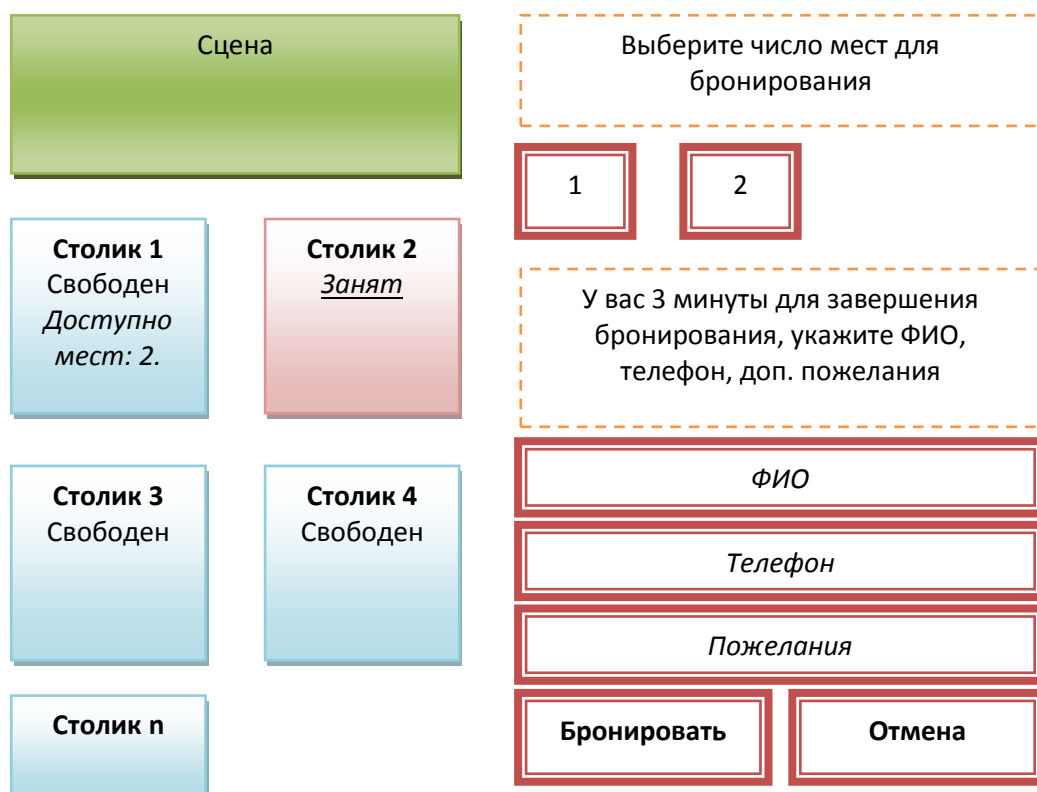 Сцена
Столик 1
Свободен
Доступно
мест: 2.
Столик 2
Занят
Столик 3
Свободен
Столик 4
Свободен
Столик n
Выберите число мест для
бронирования
1
2
У вас 3 минуты для завершения
бронирования, укажите ФИО,
телефон, доп. пожелания
ФИО
Телефон
Пожелания
Бронировать
Отмена